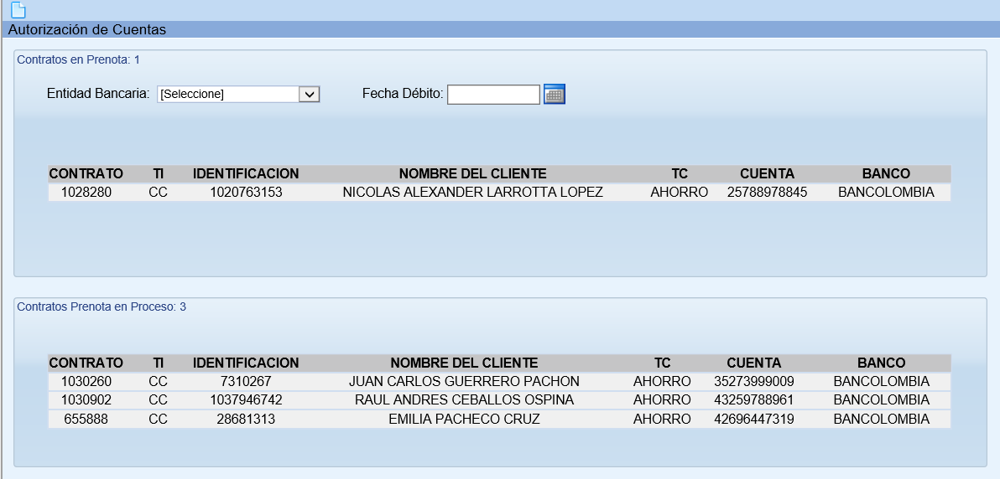 Autorización de Cuentas
Contratos en Prenota: 1
Entidad Bancaria: [Seleccione] Fecha Débito:
CONTRATO TI IDENTIFICACION NOMBRE DEL CLIENTE TC CUENTA BANCO
1028280 CC 1020763153 NICOLAS ALEXANDER LARROTTA LOPEZ AHORRO 25788978845 BANCOLOMBIA
Contratos Prenota en Proceso: 3
CONTRATO TI IDENTIFICACION NOMBRE DEL CLIENTE TC CUENTA BANCO
1030260 CC 7310267 JUAN CARLOS GUERRERO PACHON AHORRO 35273999009 BANCOLOMBIA
1030902 CC 1037946742 RAUL ANDRES CEBALLOS OSPINA AHORRO 43259788961 BANCOLOMBIA
655888 CC 28681313 EMILIA PACHECO CRUZ AHORRO 42696447319 BANCOLOMBIA